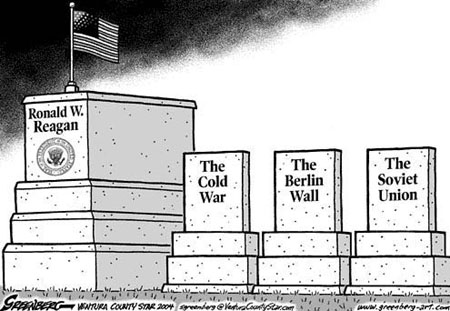 Ronald W.
Reagan
The
Cold
War
The
Berlin
Wall
The
Soviet
Union
GREENBERG— VENTURA COUNTY STAR 2004 sgreenberg@VenturaCountyStar.com www.greenberg-art.com